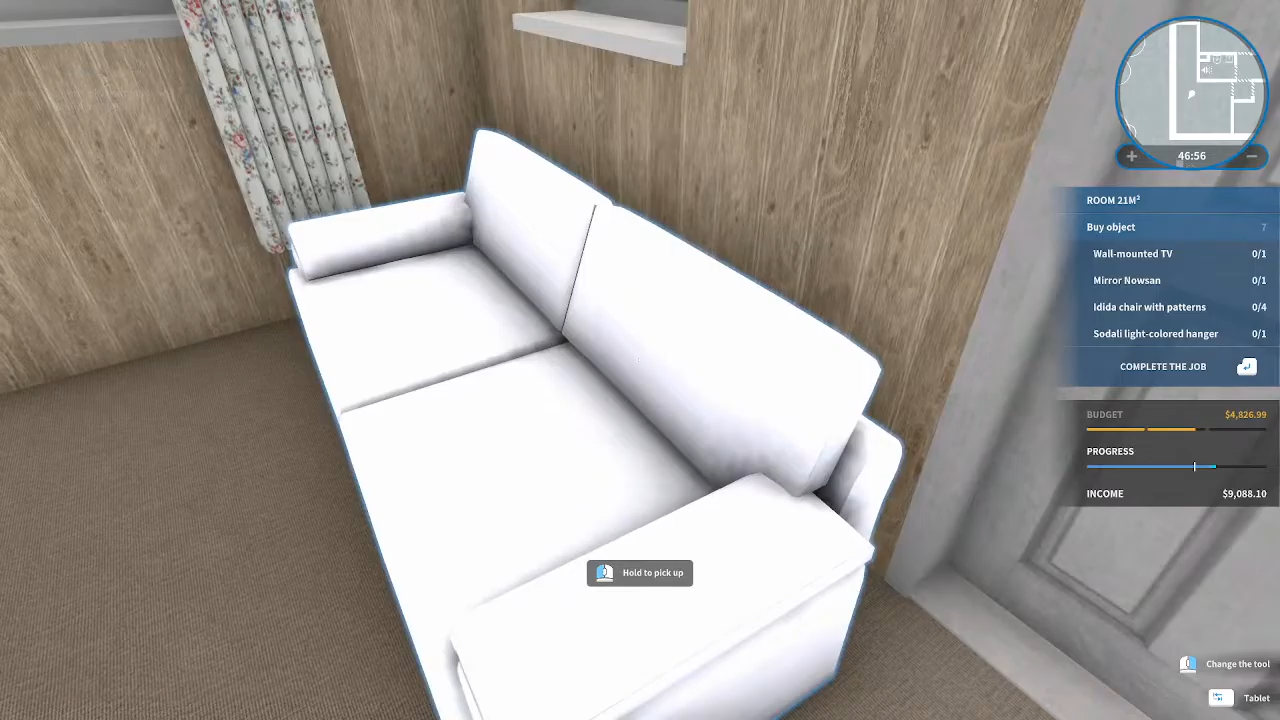 46:56
ROOM 21M²
Buy object 7
Wall-mounted TV 0/1
Mirror Nowsan 0/1
Idida chair with patterns 0/4
Sodali light-colored hanger 0/1
COMPLETE THE JOB
BUDGET $4,826.99
PROGRESS
INCOME $9,088.10
Hold to pick up
Change the tool
Tablet